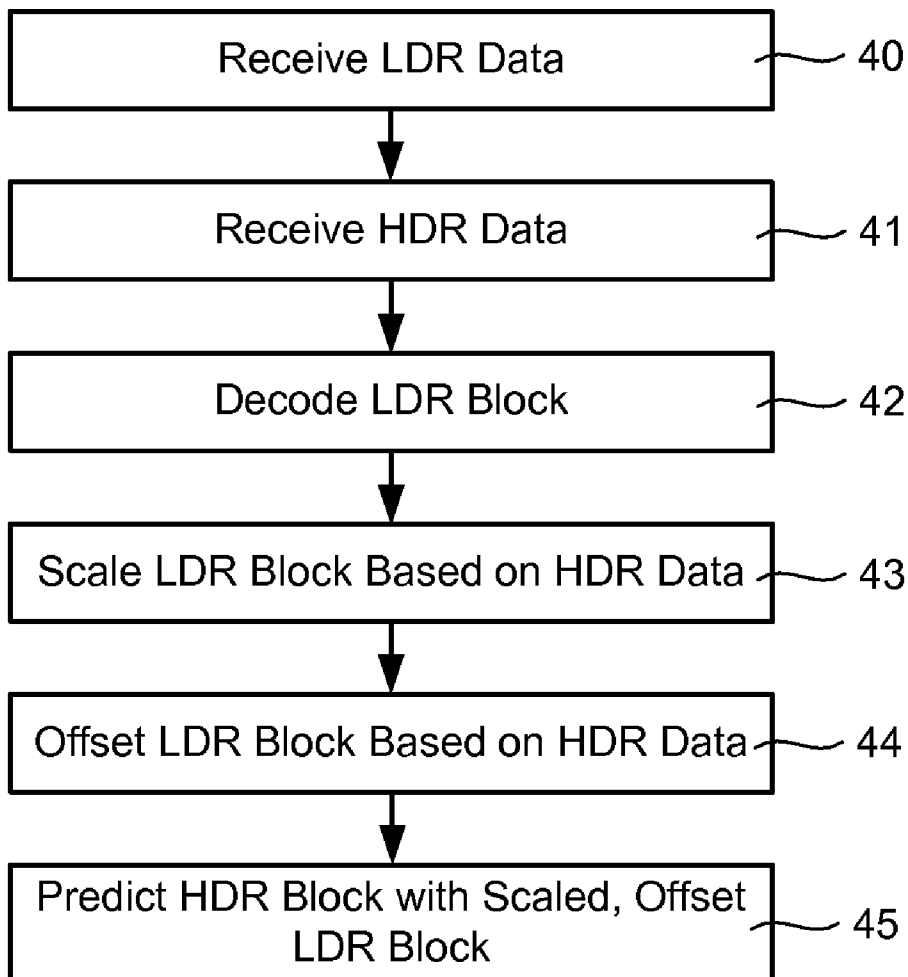 Receive LDR Data 40
Receive HDR Data 41
Decode LDR Block 42
Scale LDR Block Based on HDR Data 43
Offset LDR Block Based on HDR Data 44
Predict HDR Block with Scaled, Offset
LDR Block 45